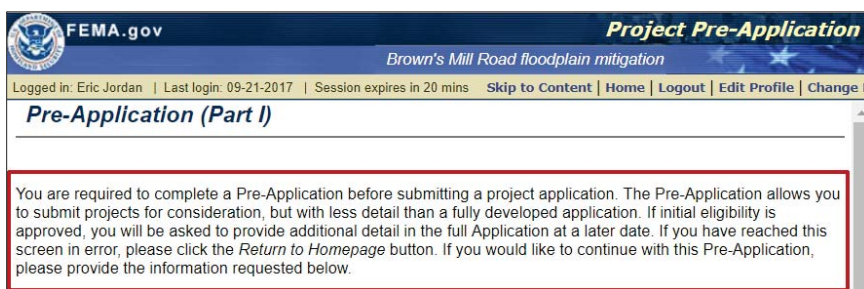 FEMA.gov
Project Pre-Application
Brown's Mill Road floodplain mitigation
Logged in: Eric Jordan | Last login: 09-21-2017 | Session expires in 20 mins Skip to Content | Home | Logout | Edit Profile | Change
Pre-Application (Part I)
You are required to complete a Pre-Application before submitting a project application. The Pre-Application allows you
to submit projects for consideration, but with less detail than a fully developed application. If initial eligibility is
approved, you will be asked to provide additional detail in the full Application at a later date. If you have reached this
screen in error, please click the Return to Homepage button. If you would like to continue with this Pre-Application,
please provide the information requested below.